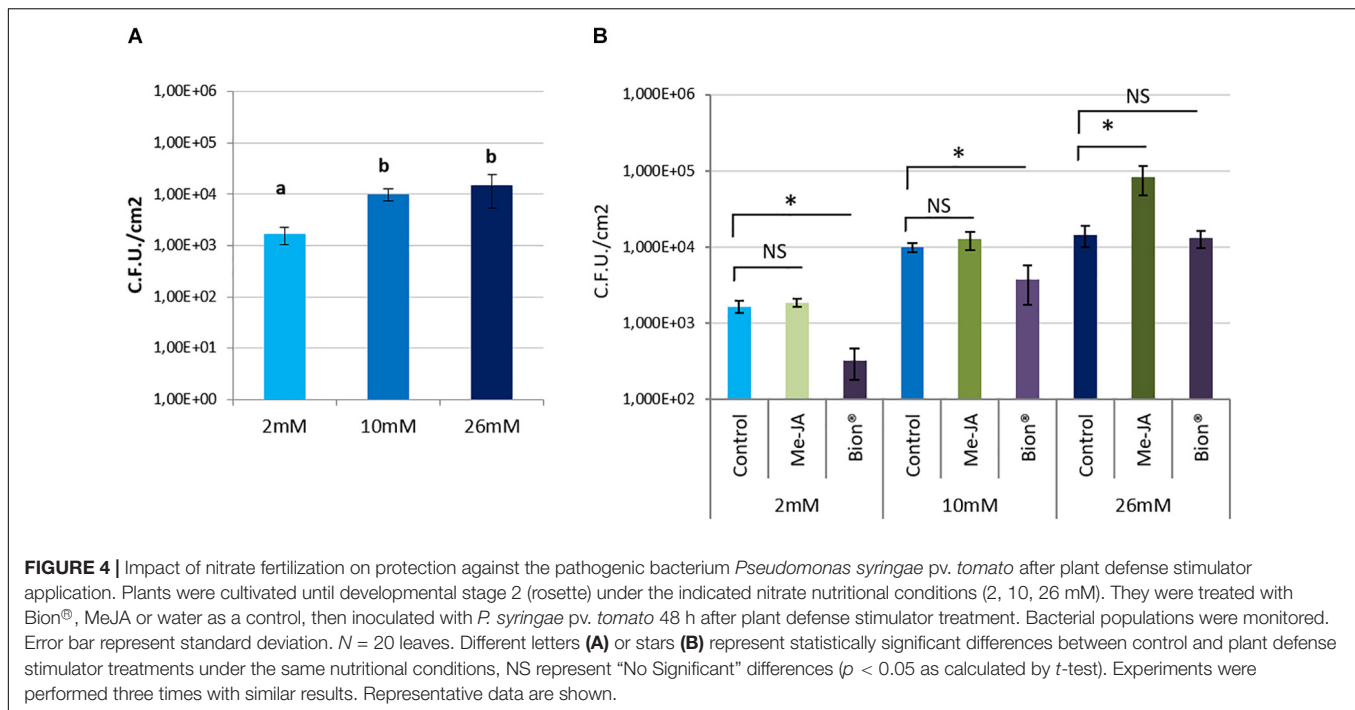 A
1,00E+06
1,00E+05
1,00E+04
1,00E+03
1,00E+02
1,00E+01
1,00E+00
C.F.U./cm2
a
b
b
2mM
10mM
26mM
B
1,000E+06
1,000E+05
1,000E+04
1,000E+03
1,000E+02
C.F.U./cm2
NS
*
NS
*
NS
*
Control
Me-JA
Bion®
Control
Me-JA
Bion®
Control
Me-JA
Bion®
2mM
10mM
26mM
FIGURE 4 | Impact of nitrate fertilization on protection against the pathogenic bacterium Pseudomonas syringae pv. tomato after plant defense stimulator
application. Plants were cultivated until developmental stage 2 (rosette) under the indicated nitrate nutritional conditions (2, 10, 26 mM). They were treated with
Bion®, MeJA or water as a control, then inoculated with P. syringae pv. tomato 48 h after plant defense stimulator treatment. Bacterial populations were monitored.
Error bar represent standard deviation. N = 20 leaves. Different letters (A) or stars (B) represent statistically significant differences between control and plant defense
stimulator treatments under the same nutritional conditions, NS represent “No Significant” differences (p < 0.05 as calculated by t-test). Experiments were
performed three times with similar results. Representative data are shown.